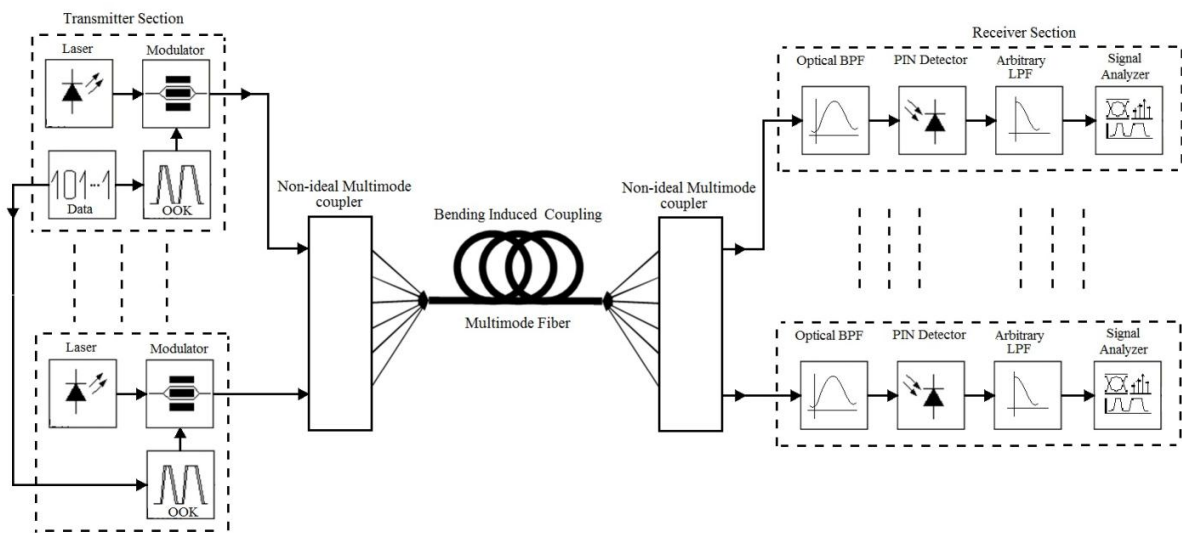 Transmitter Section
Laser
Modulator
101...1
Data
OOK
Non-ideal Multimode
coupler
Bending Induced Coupling
Multimode Fiber
Non-ideal Multimode
coupler
Receiver Section
Optical BPF
PIN Detector
Arbitrary
LPF
Signal
Analyzer
Laser
Modulator
OOK
Optical BPF
PIN Detector
Arbitrary
LPF
Signal
Analyzer